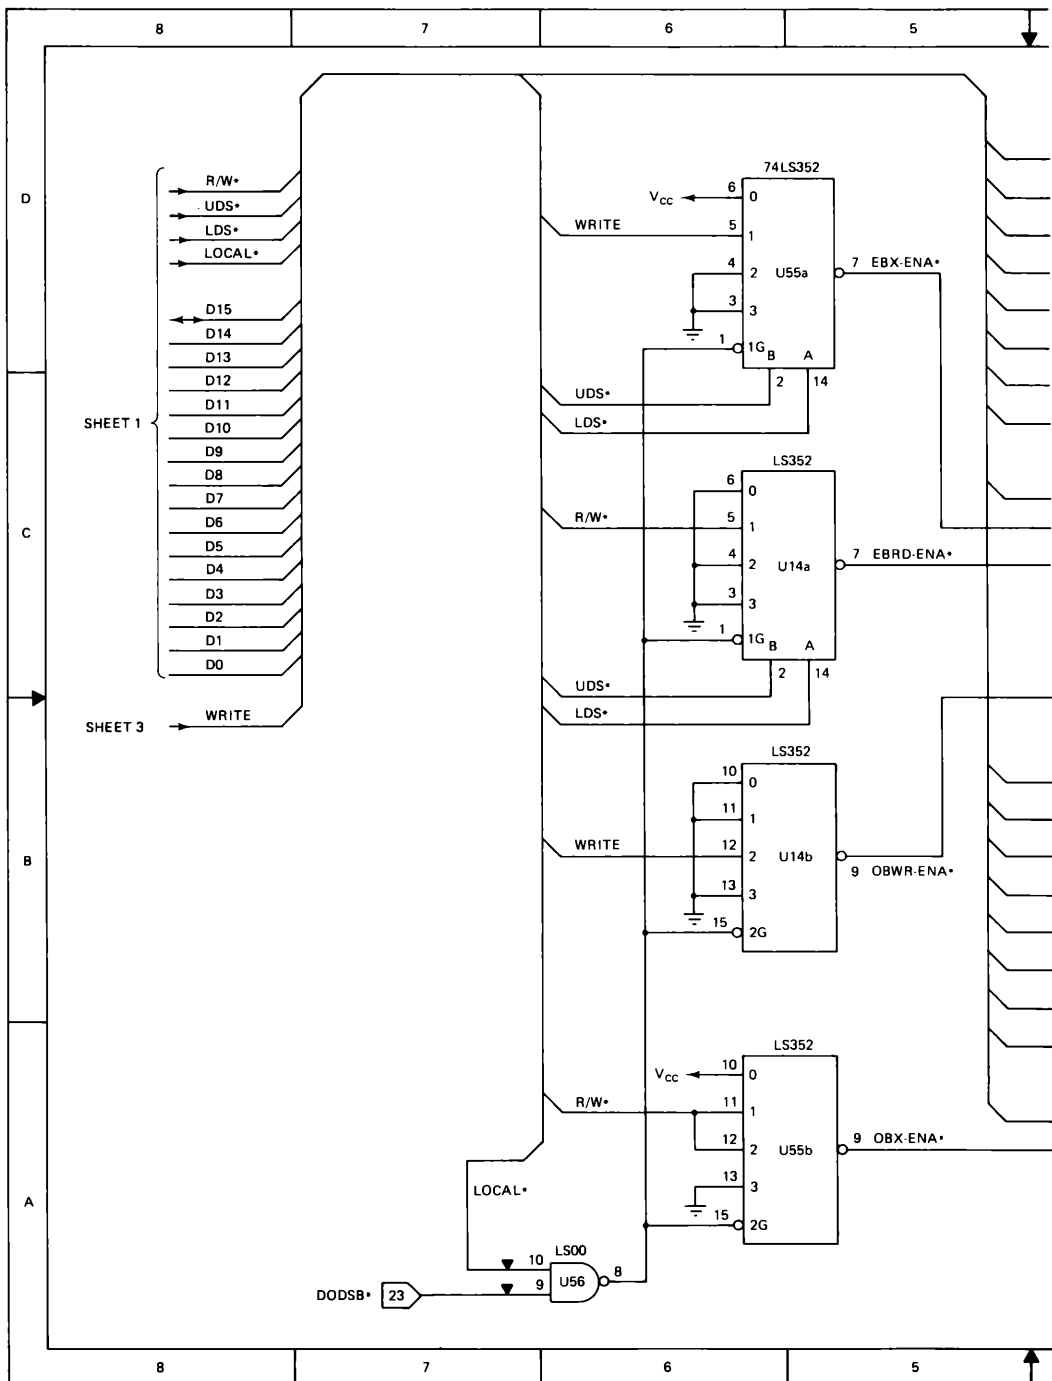 8 7 6 5
D
C
B
A
R/W*
UDS*
LDS*
LOCAL*
D15
D14
D13
D12
D11
D10
D9
D8
D7
D6
D5
D4
D3
D2
D1
D0
SHEET 1
SHEET 3 WRITE
74LS352
VCC 6 0
WRITE 5 1
4 2 U55a 7 EBX-ENA*
3 3
1 1G B A
2 14
UDS*
LDS*
LS352
6 0
R/W* 5 1
4 2 U14a 7 EBRD-ENA*
3 3
1 1G B A
2 14
UDS*
LDS*
LS352
10 0
11 1
WRITE 12 2 U14b
9 OBWR-ENA*
13 3
15 2G
LS352
VCC 10 0
R/W* 11 1
12 2 U55b 9 OBX-ENA*
13 3
15 2G
LOCAL*
LS00
10
U56 8
9
DODSB* 23
8 7 6 5